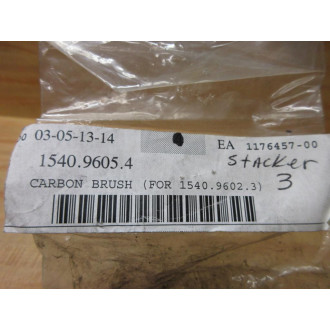 03-05-13-14
EA 1176457-00
1540.9605.4
Stacker
3
CARBON BRUSH (FOR 1540.9602.3)